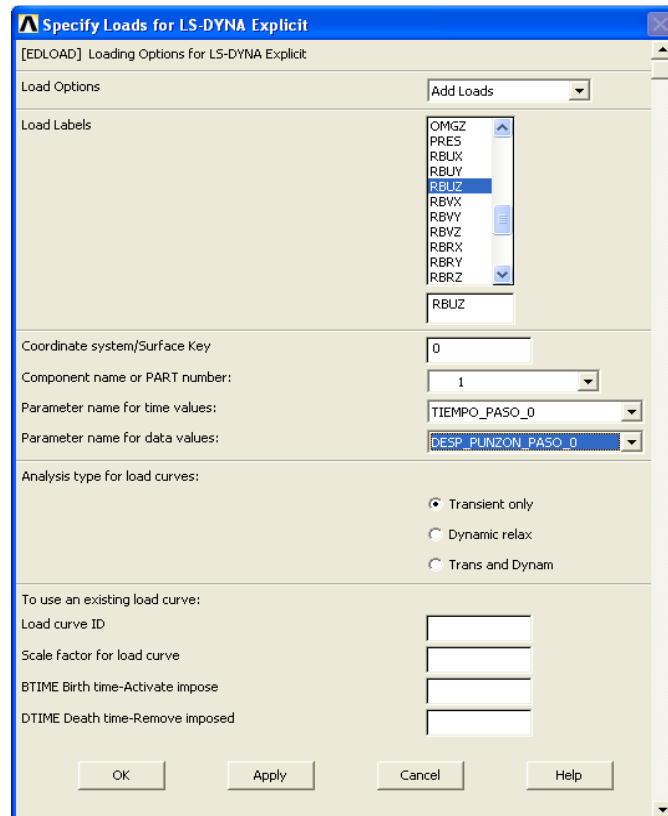 Specify Loads for LS-DYNA Explicit
[EDLOAD] Loading Options for LS-DYNA Explicit
Load Options
Add Loads
Load Labels
OMGZ
PRES
RBUX
RBUY
RBUZ
RBVX
RBVY
RBVZ
RBRX
RBRY
RBRZ
RBUZ
Coordinate system/Surface Key
0
Component name or PART number:
1
Parameter name for time values:
TIEMPO_PASO_0
Parameter name for data values:
DESP_PUNZON_PASO_0
Analysis type for load curves:
Transient only
Dynamic relax
Trans and Dynam
To use an existing load curve:
Load curve ID
Scale factor for load curve
BTIME Birth time-Activate impose
DTIME Death time-Remove imposed
OK Apply Cancel Help